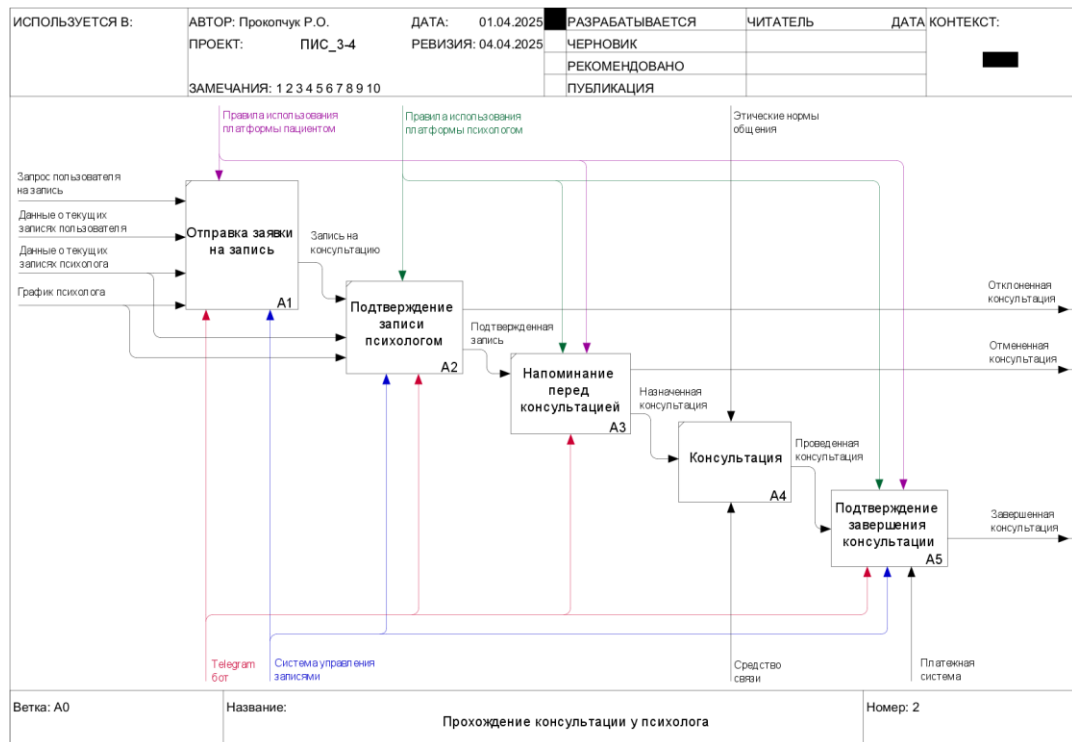 ИСПОЛЬЗУЕТСЯ В:
АВТОР: Прокопчук Р.О.
ДАТА: 01.04.2025
ПРОЕКТ: ПИС_3-4
РЕВИЗИЯ: 04.04.2025
ЗАМЕЧАНИЯ: 1 2 3 4 5 6 7 8 9 10
РАЗРАБАТЫВАЕТСЯ
ЧЕРНОВИК
РЕКОМЕНДОВАНО
ПУБЛИКАЦИЯ
ЧИТАТЕЛЬ
ДАТА
КОНТЕКСТ:
Правила использования
платформы пациентом
Правила использования
платформы психологом
Этические нормы
общения
Запрос пользователя
на запись
Данные о текущих
записях пользователя
Данные о текущих
записях психолога
График психолога
Отправка заявки
на запись
A1
Запись на
консультацию
Подтверждение
записи
психологом
A2
Подтвержденная
запись
Напоминание
перед
консультацией
A3
Назначенная
консультация
Консультация
A4
Проведенная
консультация
Подтверждение
завершения
консультации
A5
Отклоненная
консультация
Отмененная
консультация
Завершенная
консультация
Telegram
бот
Система управления
записями
Средство
связи
Платежная
система
Ветка: A0
Название:
Прохождение консультации у психолога
Номер: 2